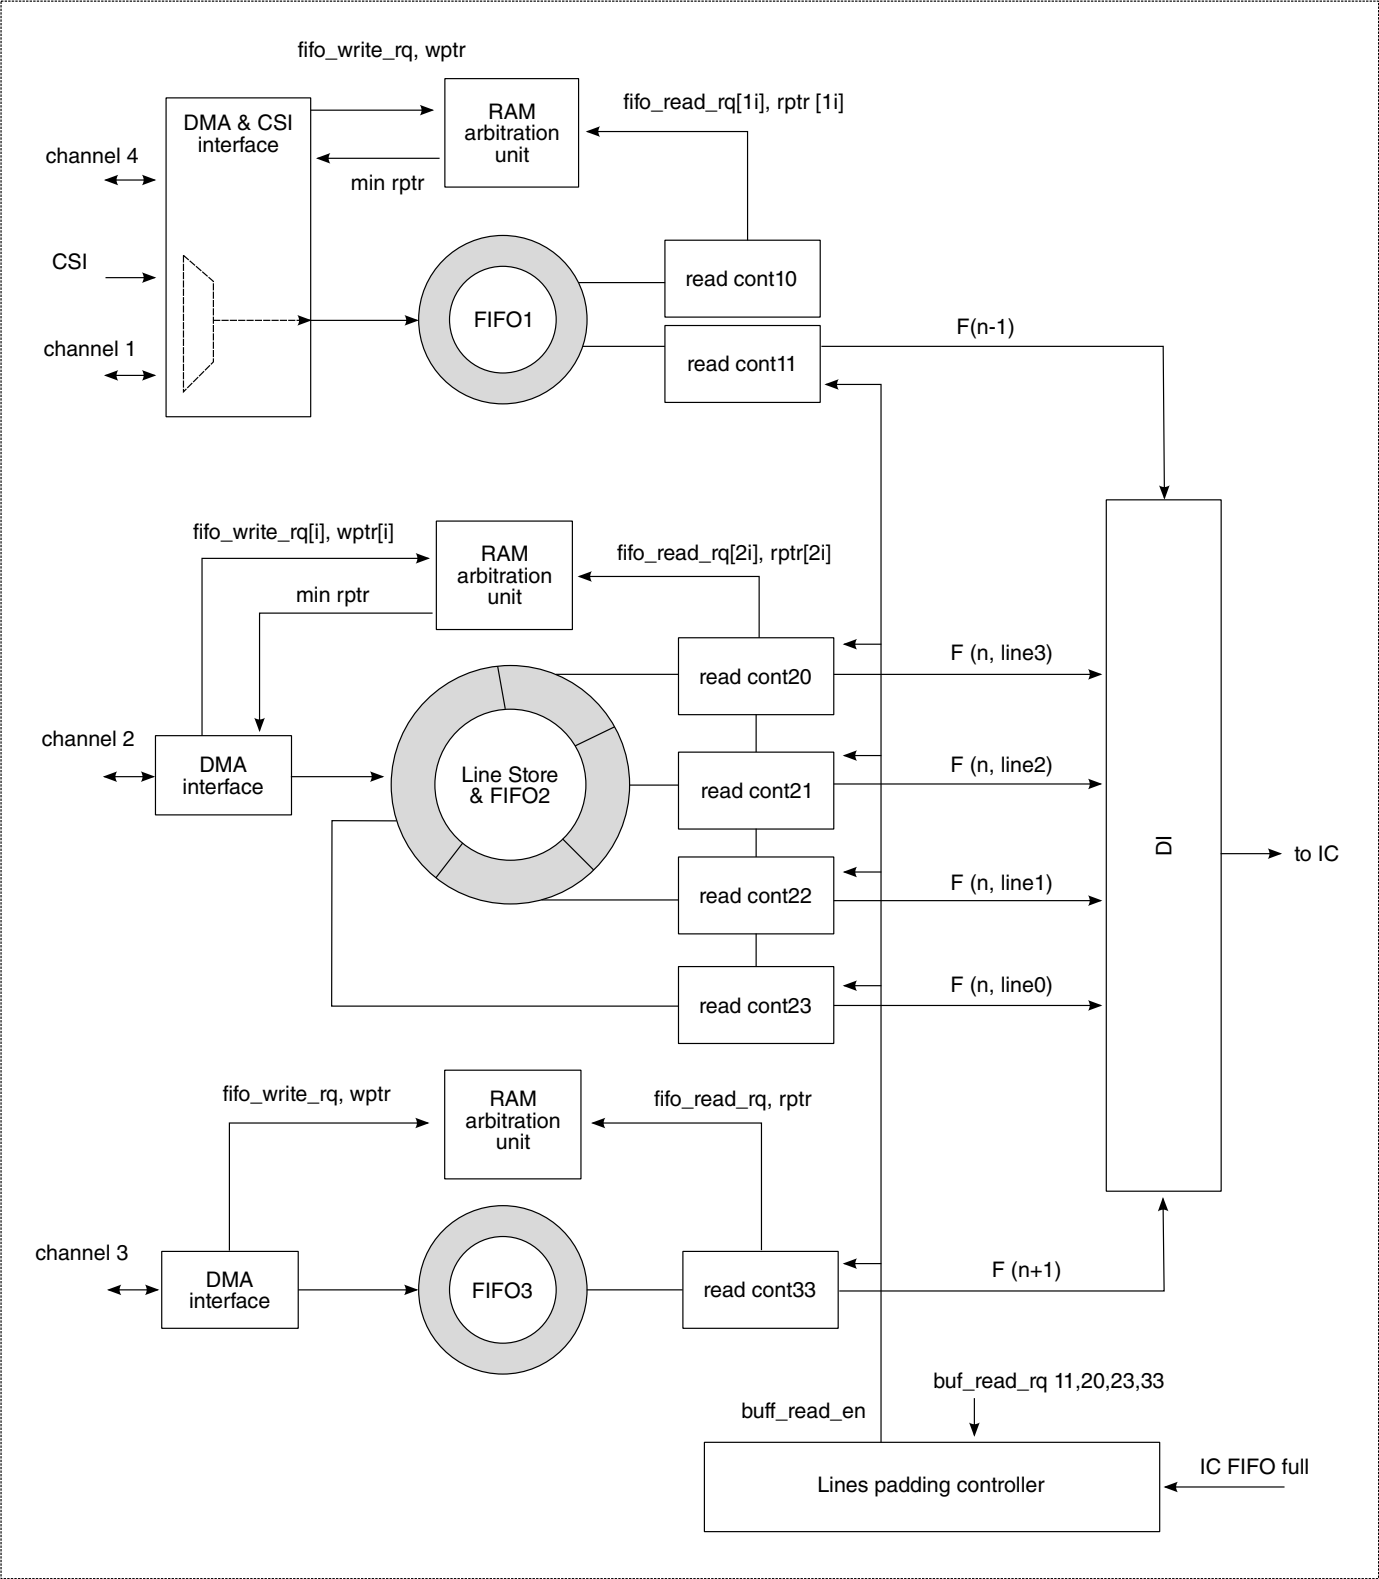 fifo_write_rq, wptr
DMA & CSI
interface
RAM
arbitration
unit
fifo_read_rq[1i], rptr [1i]
channel 4
min rptr
CSI
read cont10
FIFO1
channel 1
read cont11
F(n-1)
fifo_write_rq[i], wptr[i]
RAM
arbitration
unit
fifo_read_rq[2i], rptr[2i]
min rptr
read cont20
F (n, line3)
channel 2
DMA
interface
Line Store
& FIFO2
read cont21
F (n, line2)
DI
to IC
read cont22
F (n, line1)
read cont23
F (n, line0)
fifo_write_rq, wptr
RAM
arbitration
unit
fifo_read_rq, rptr
channel 3
DMA
interface
FIFO3
read cont33
F (n+1)
buf_read_rq 11,20,23,33
buff_read_en
Lines padding controller
IC FIFO full